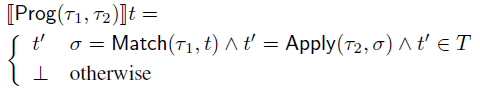 ⟦Prog(τ₁, τ₂)⟧t =
{ t′ σ = Match(τ₁, t) ∧ t′ = Apply(τ₂, σ) ∧ t′ ∈ T
⊥ otherwise